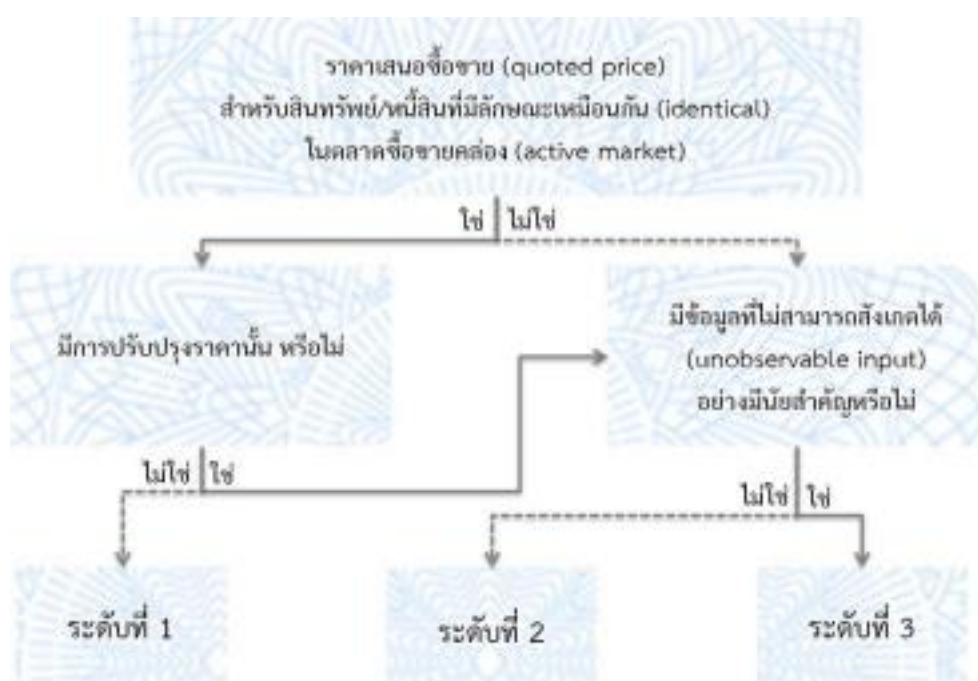 ราคาเสนอซื้อขาย (quoted price)
สำหรับสินทรัพย์/หนี้สินที่มีลักษณะเหมือนกัน (identical)
ในตลาดซื้อขายคล่อง (active market)
ใช่ ไม่ใช่
มีการปรับปรุงราคานั้น หรือไม่
มีข้อมูลที่ไม่สามารถสังเกตได้
(unobservable input)
อย่างมีนัยสำคัญหรือไม่
ไม่ใช่ ใช่
ไม่ใช่ ใช่
ระดับที่ 1
ระดับที่ 2
ระดับที่ 3